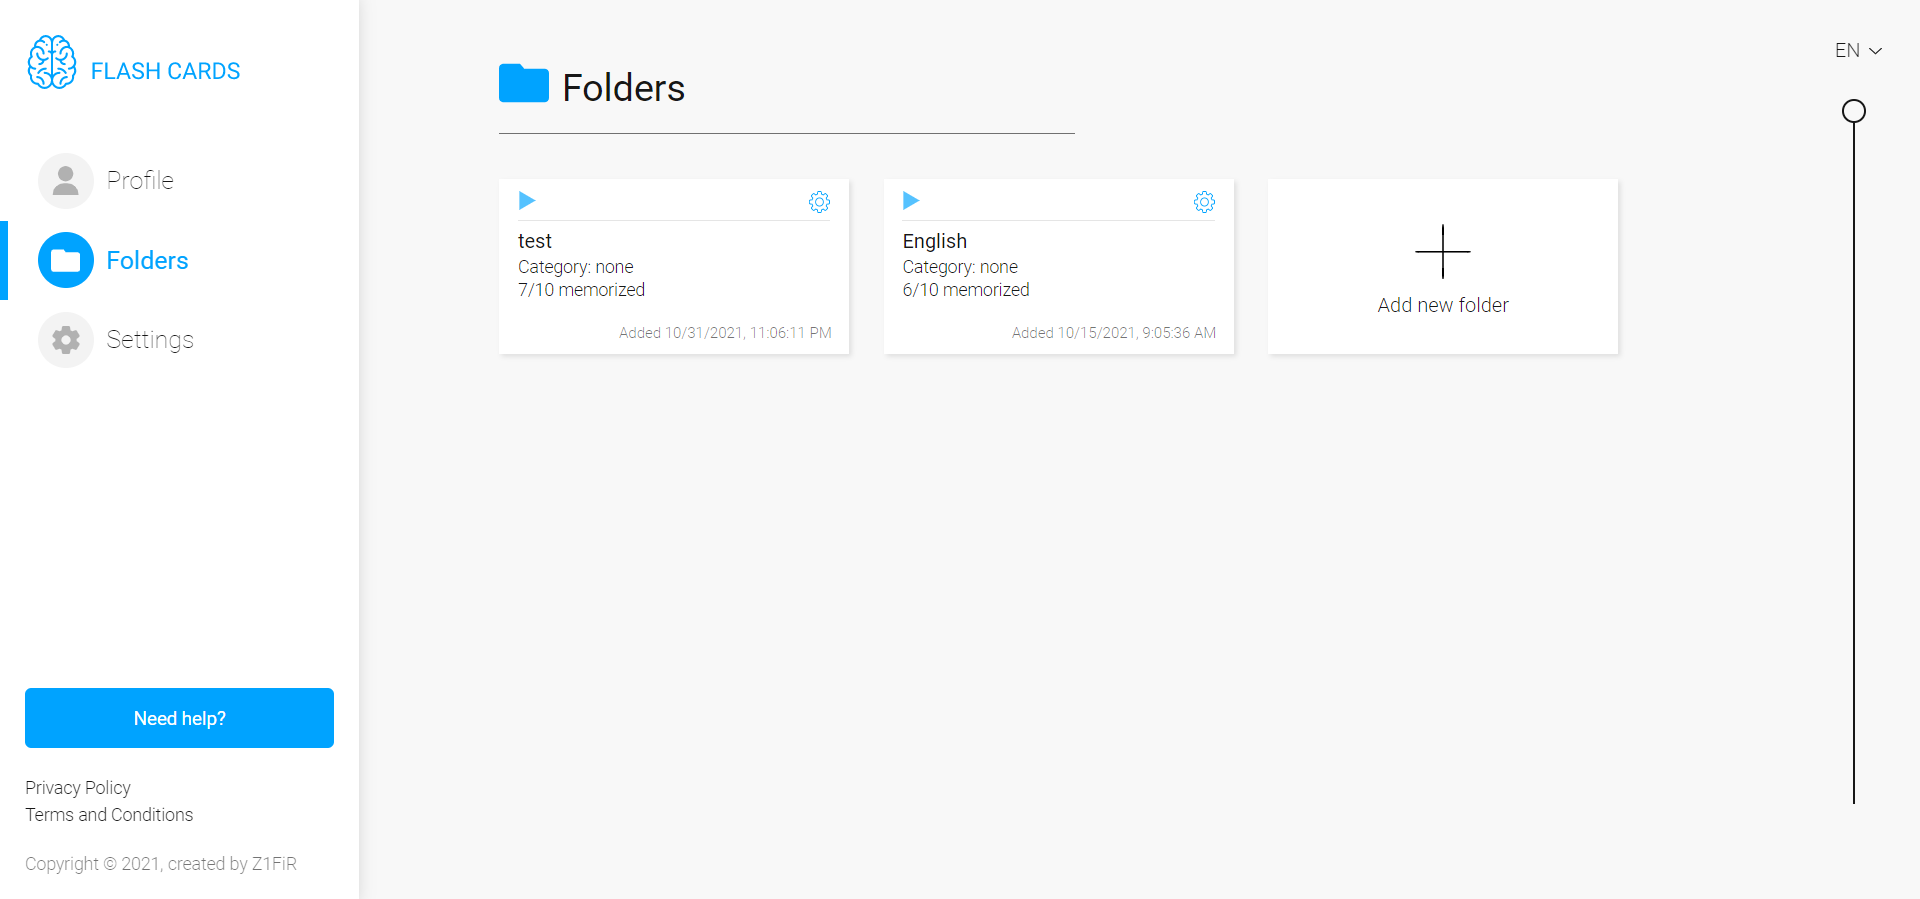 FLASH CARDS
Profile
Folders
Settings
Need help?
Privacy Policy
Terms and Conditions
Copyright © 2021, created by Z1FiR
EN
Folders
test
Category: none
7/10 memorized
Added 10/31/2021, 11:06:11 PM
English
Category: none
6/10 memorized
Added 10/15/2021, 9:05:36 AM
Add new folder